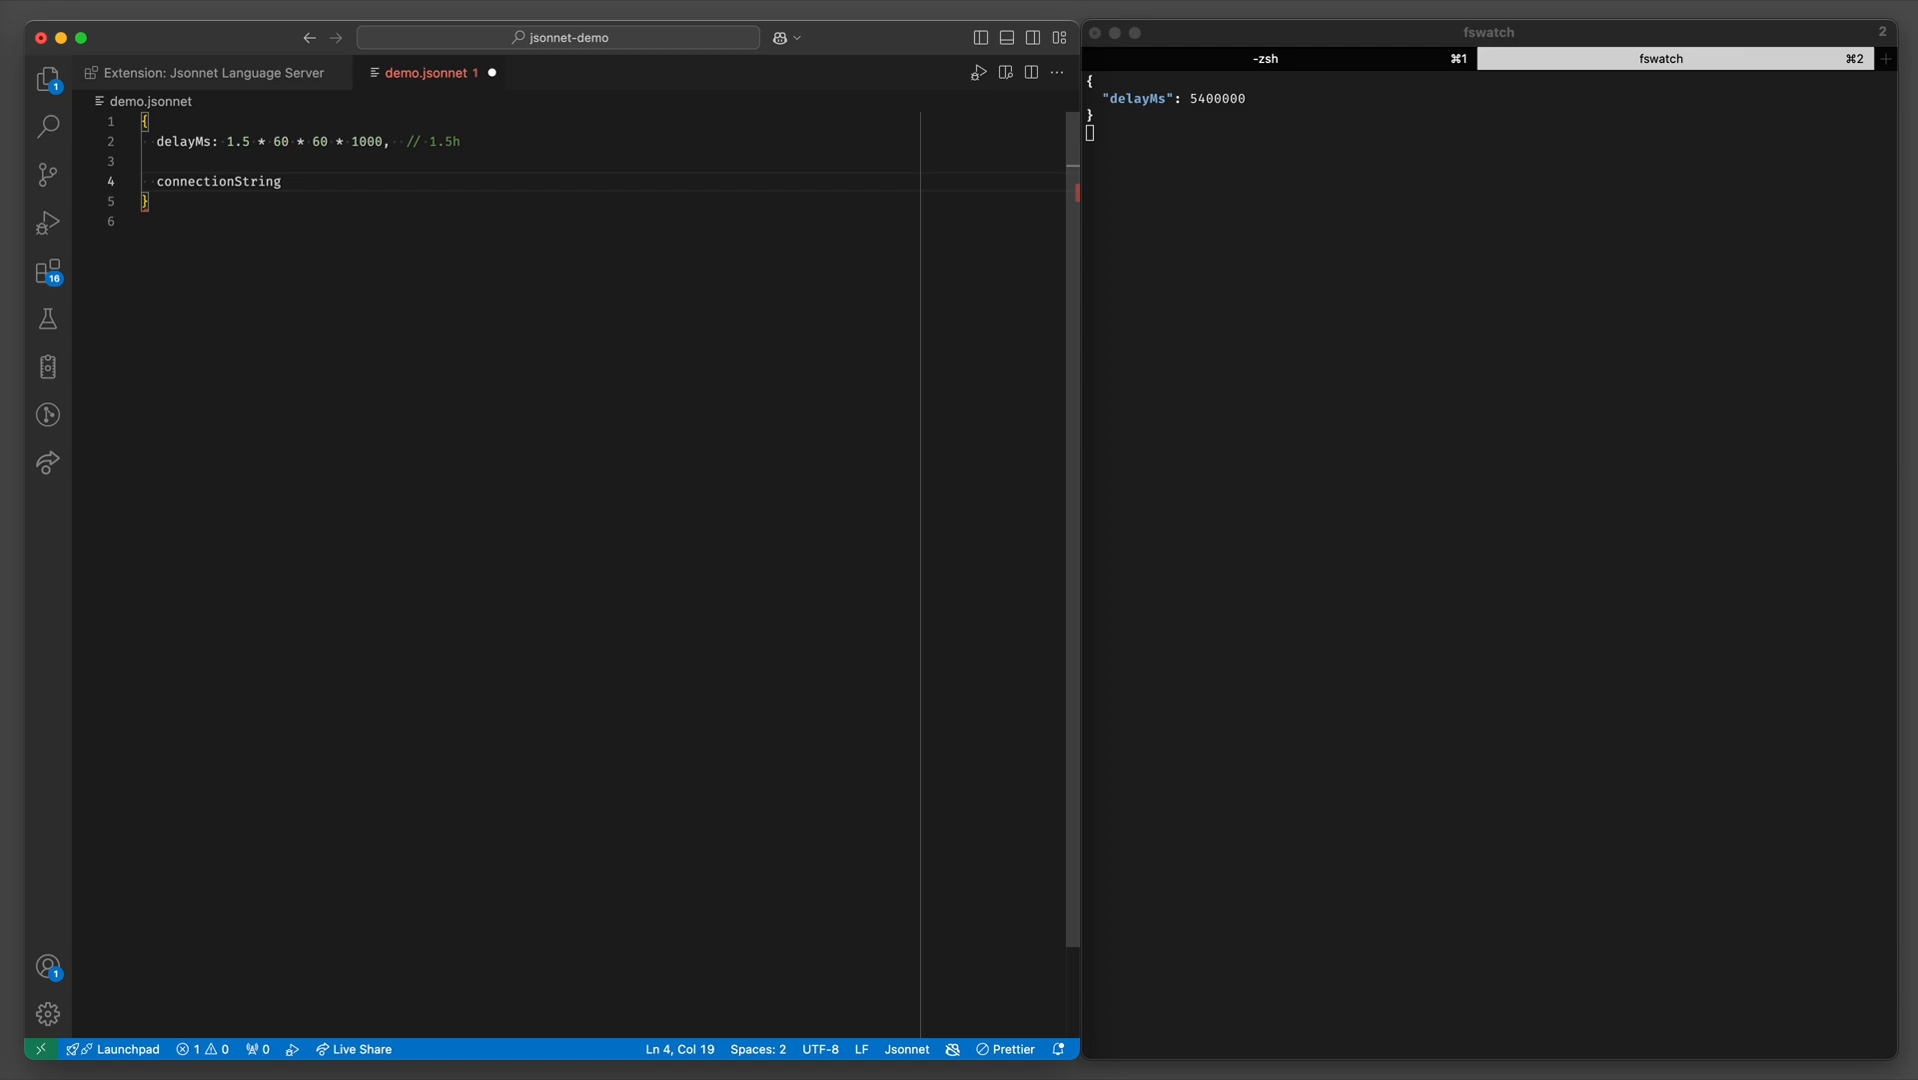 jsonnet-demo
Extension: Jsonnet Language Server
demo.jsonnet 1
demo.jsonnet
1 {
2 delayMs: 1.5 * 60 * 60 * 1000, // 1.5h
3
4 connectionString
5 }
6
1
16
1
Launchpad
1
0
0
Live Share
Ln 4, Col 19
Spaces: 2
UTF-8
LF
Jsonnet
Prettier
fswatch
2
-zsh
⌘1
fswatch
⌘2
{
"delayMs": 5400000
}